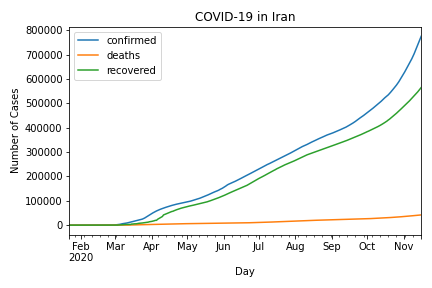 COVID-19 in Iran
800000
700000
600000
500000
400000
300000
200000
100000
0
Number of Cases
confirmed
deaths
recovered
Feb Mar Apr May Jun Jul Aug Sep Oct Nov
2020
Day